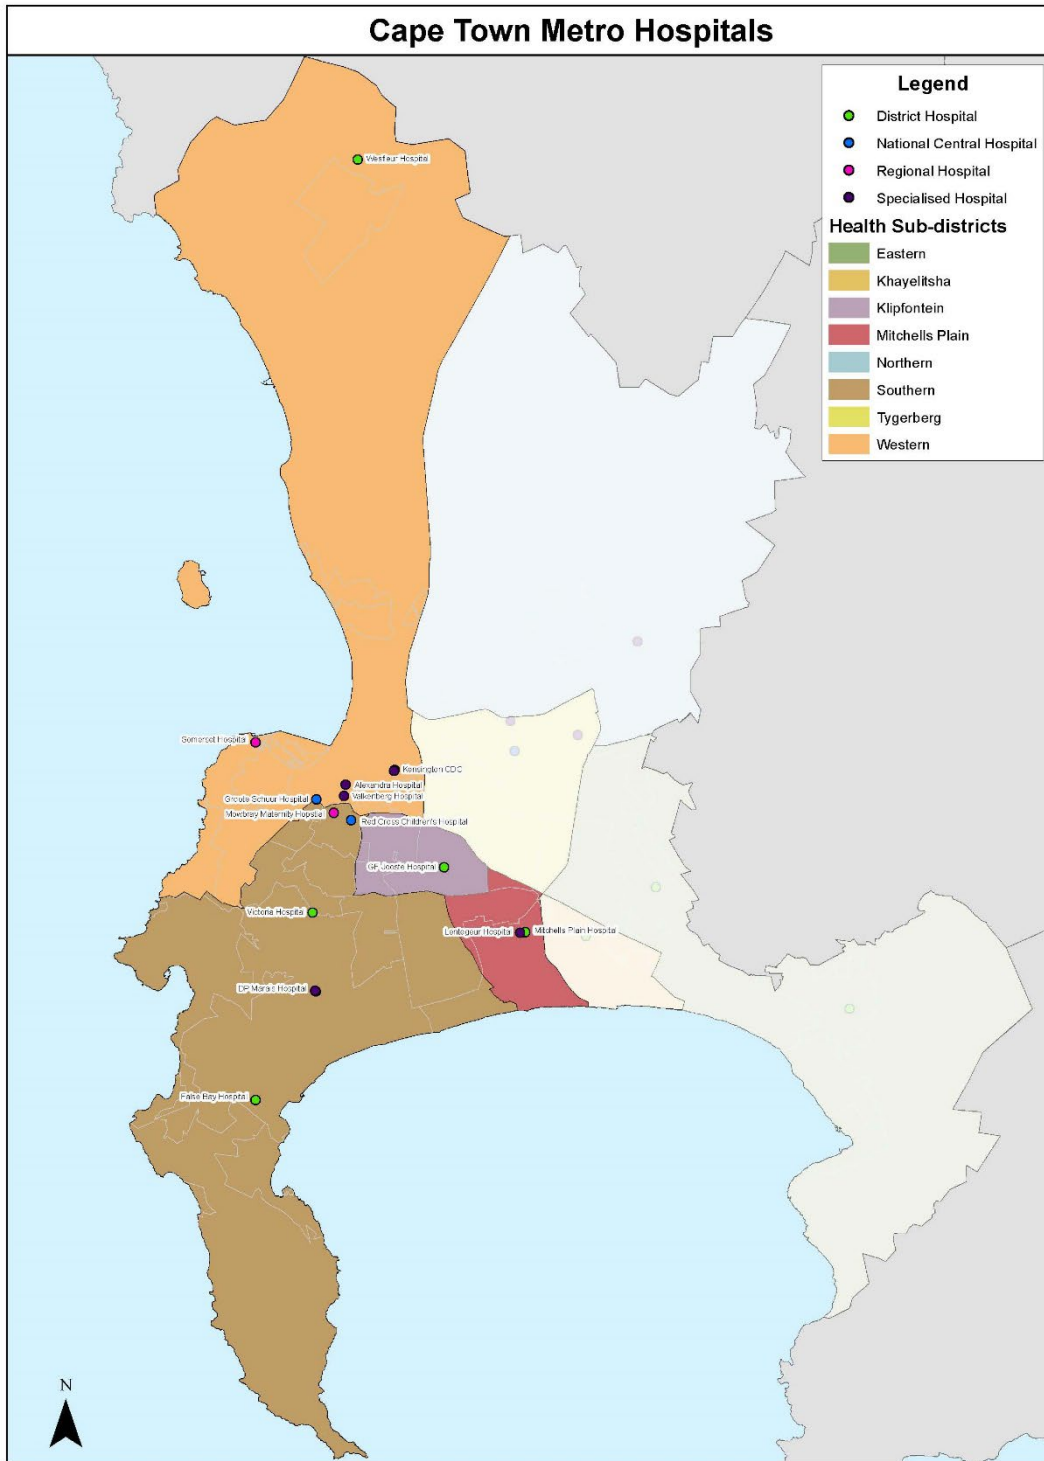 Cape Town Metro Hospitals
Legend
District Hospital
National Central Hospital
Regional Hospital
Specialised Hospital
Health Sub-districts
Eastern
Khayelitsha
Klipfontein
Mitchells Plain
Northern
Southern
Tygerberg
Western
Wesfleur Hospital
Somerset Hospital
Kensington CDC
Alexandra Hospital
Valkenberg Hospital
Groote Schuur Hospital
Mowbray Maternity Hopstial
Red Cross Children's Hospital
GF Jooste Hospital
Victoria Hospital
Lentegeur Hospital
Mitchells Plain Hospital
DP Marais Hospital
False Bay Hospital
N